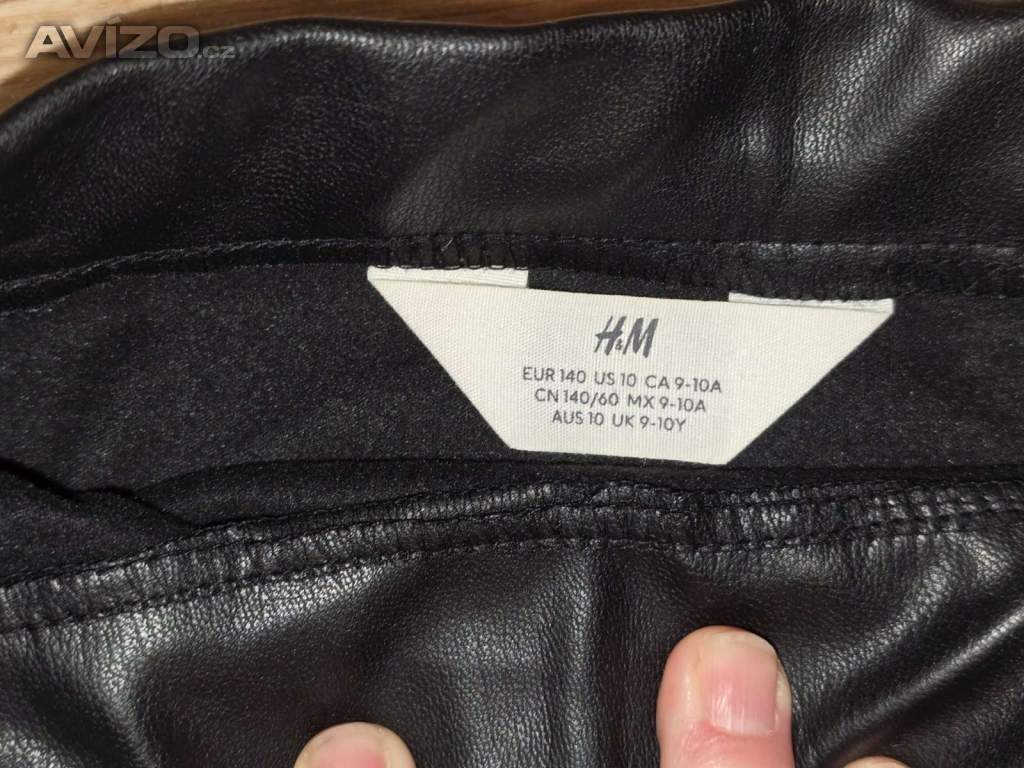 AVÍZO.cz
H&M
EUR 140 US 10 CA 9-10A
CN 140/60 MX 9-10A
AUS 10 UK 9-10Y